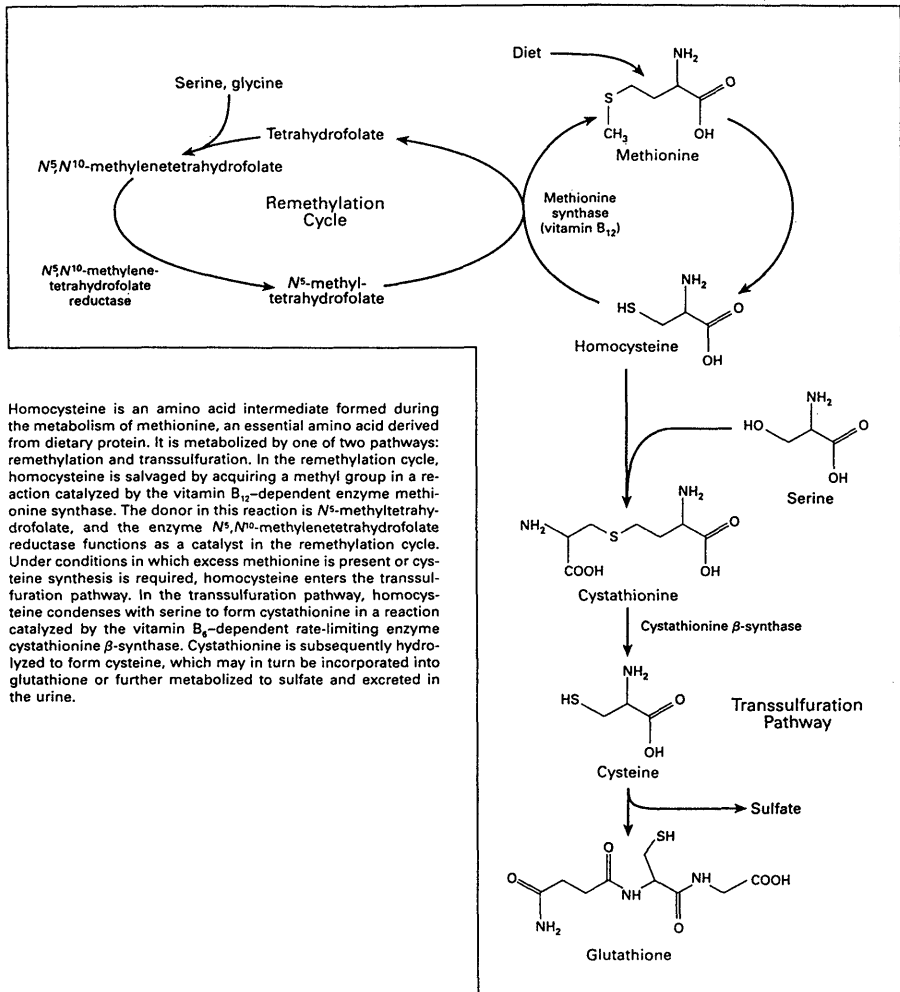 Diet
NH₂
S
O
OH
CH₃
Methionine
Serine, glycine
Tetrahydrofolate
N⁵,N¹⁰-methylenetetrahydrofolate
Remethylation
Cycle
Methionine
synthase
(vitamin B₁₂)
N⁵,N¹⁰-methylene-
tetrahydrofolate
reductase
N⁵-methyl-
tetrahydrofolate
NH₂
HS
O
OH
Homocysteine
Homocysteine is an amino acid intermediate formed during
the metabolism of methionine, an essential amino acid derived
from dietary protein. It is metabolized by one of two pathways:
remethylation and transsulfuration. In the remethylation cycle,
homocysteine is salvaged by acquiring a methyl group in a re-
action catalyzed by the vitamin B₁₂–dependent enzyme methi-
onine synthase. The donor in this reaction is N⁵-methyltetrahy-
drofolate, and the enzyme N⁵,N¹⁰-methylenetetrahydrofolate
reductase functions as a catalyst in the remethylation cycle.
Under conditions in which excess methionine is present or cys-
teine synthesis is required, homocysteine enters the transsul-
furation pathway. In the transsulfuration pathway, homocys-
teine condenses with serine to form cystathionine in a reaction
catalyzed by the vitamin B₆–dependent rate-limiting enzyme
cystathionine β-synthase. Cystathionine is subsequently hydro-
lyzed to form cysteine, which may in turn be incorporated into
glutathione or further metabolized to sulfate and excreted in
the urine.
NH₂
HO
O
OH
Serine
NH₂
NH₂
S
O
COOH
OH
Cystathionine
Cystathionine β-synthase
NH₂
HS
O
OH
Cysteine
Transsulfuration
Pathway
Sulfate
SH
O
O
NH
NH
COOH
NH₂
O
Glutathione